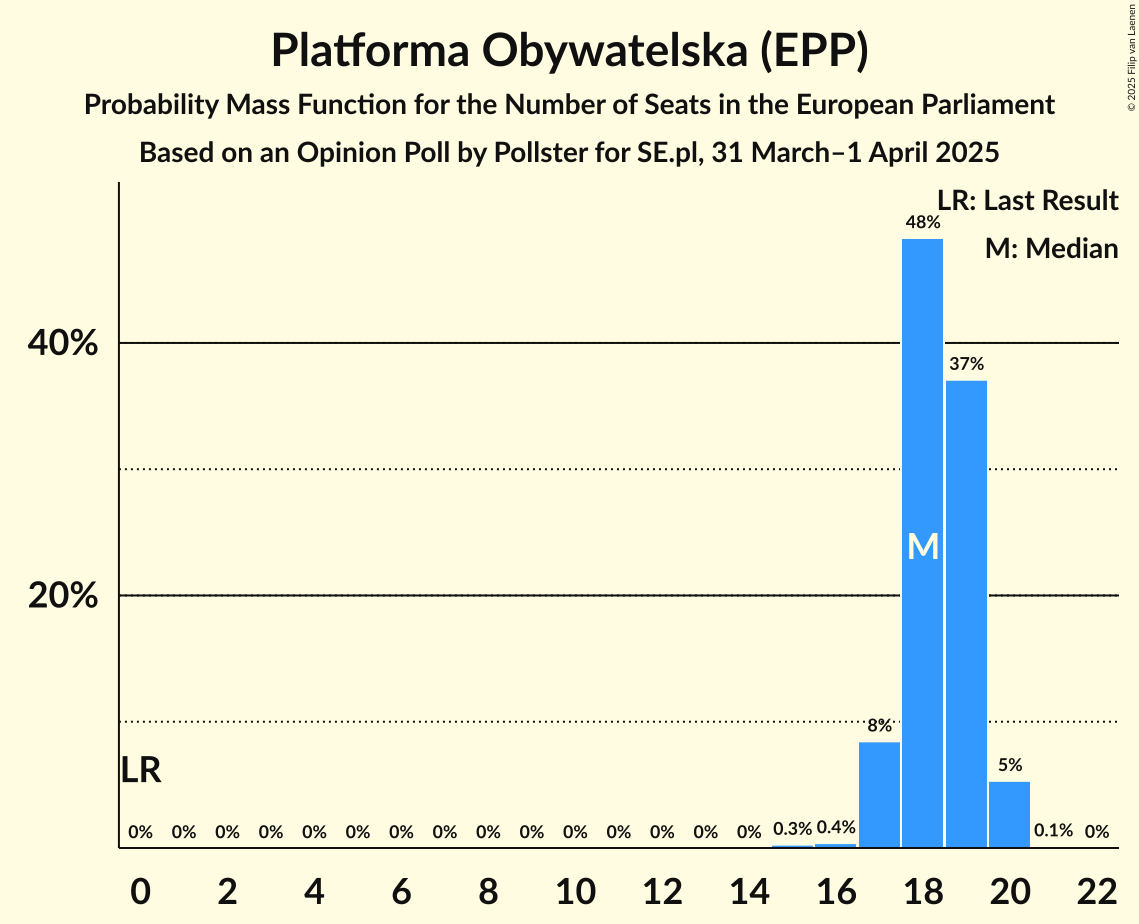 Platforma Obywatelska (EPP)
Probability Mass Function for the Number of Seats in the European Parliament
Based on an Opinion Poll by Pollster for SE.pl, 31 March–1 April 2025
© 2025 Filip van Laenen
LR: Last Result
M: Median
48%
40%
37%
M
20%
8%
LR
5%
0% 0% 0% 0% 0% 0% 0% 0% 0% 0% 0% 0% 0% 0% 0% 0.3% 0.4% 0.1% 0%
0 2 4 6 8 10 12 14 16 18 20 22